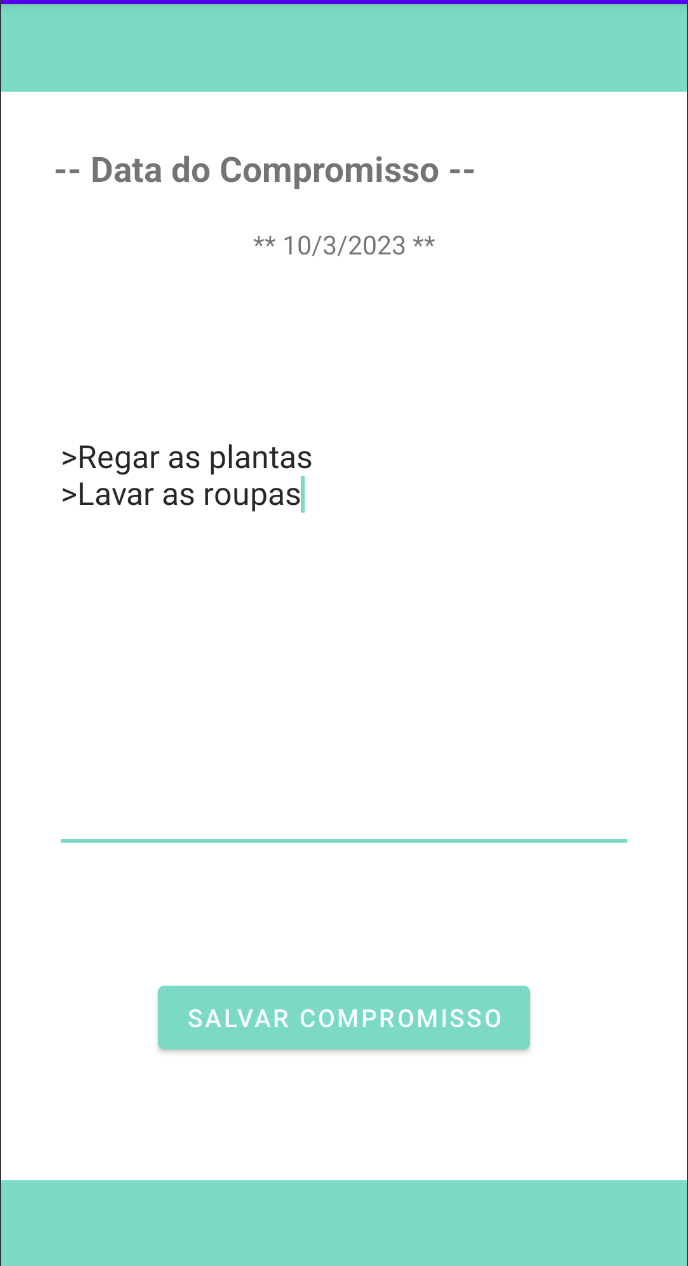 -- Data do Compromisso --
** 10/3/2023 **
>Regar as plantas
>Lavar as roupas
SALVAR COMPROMISSO